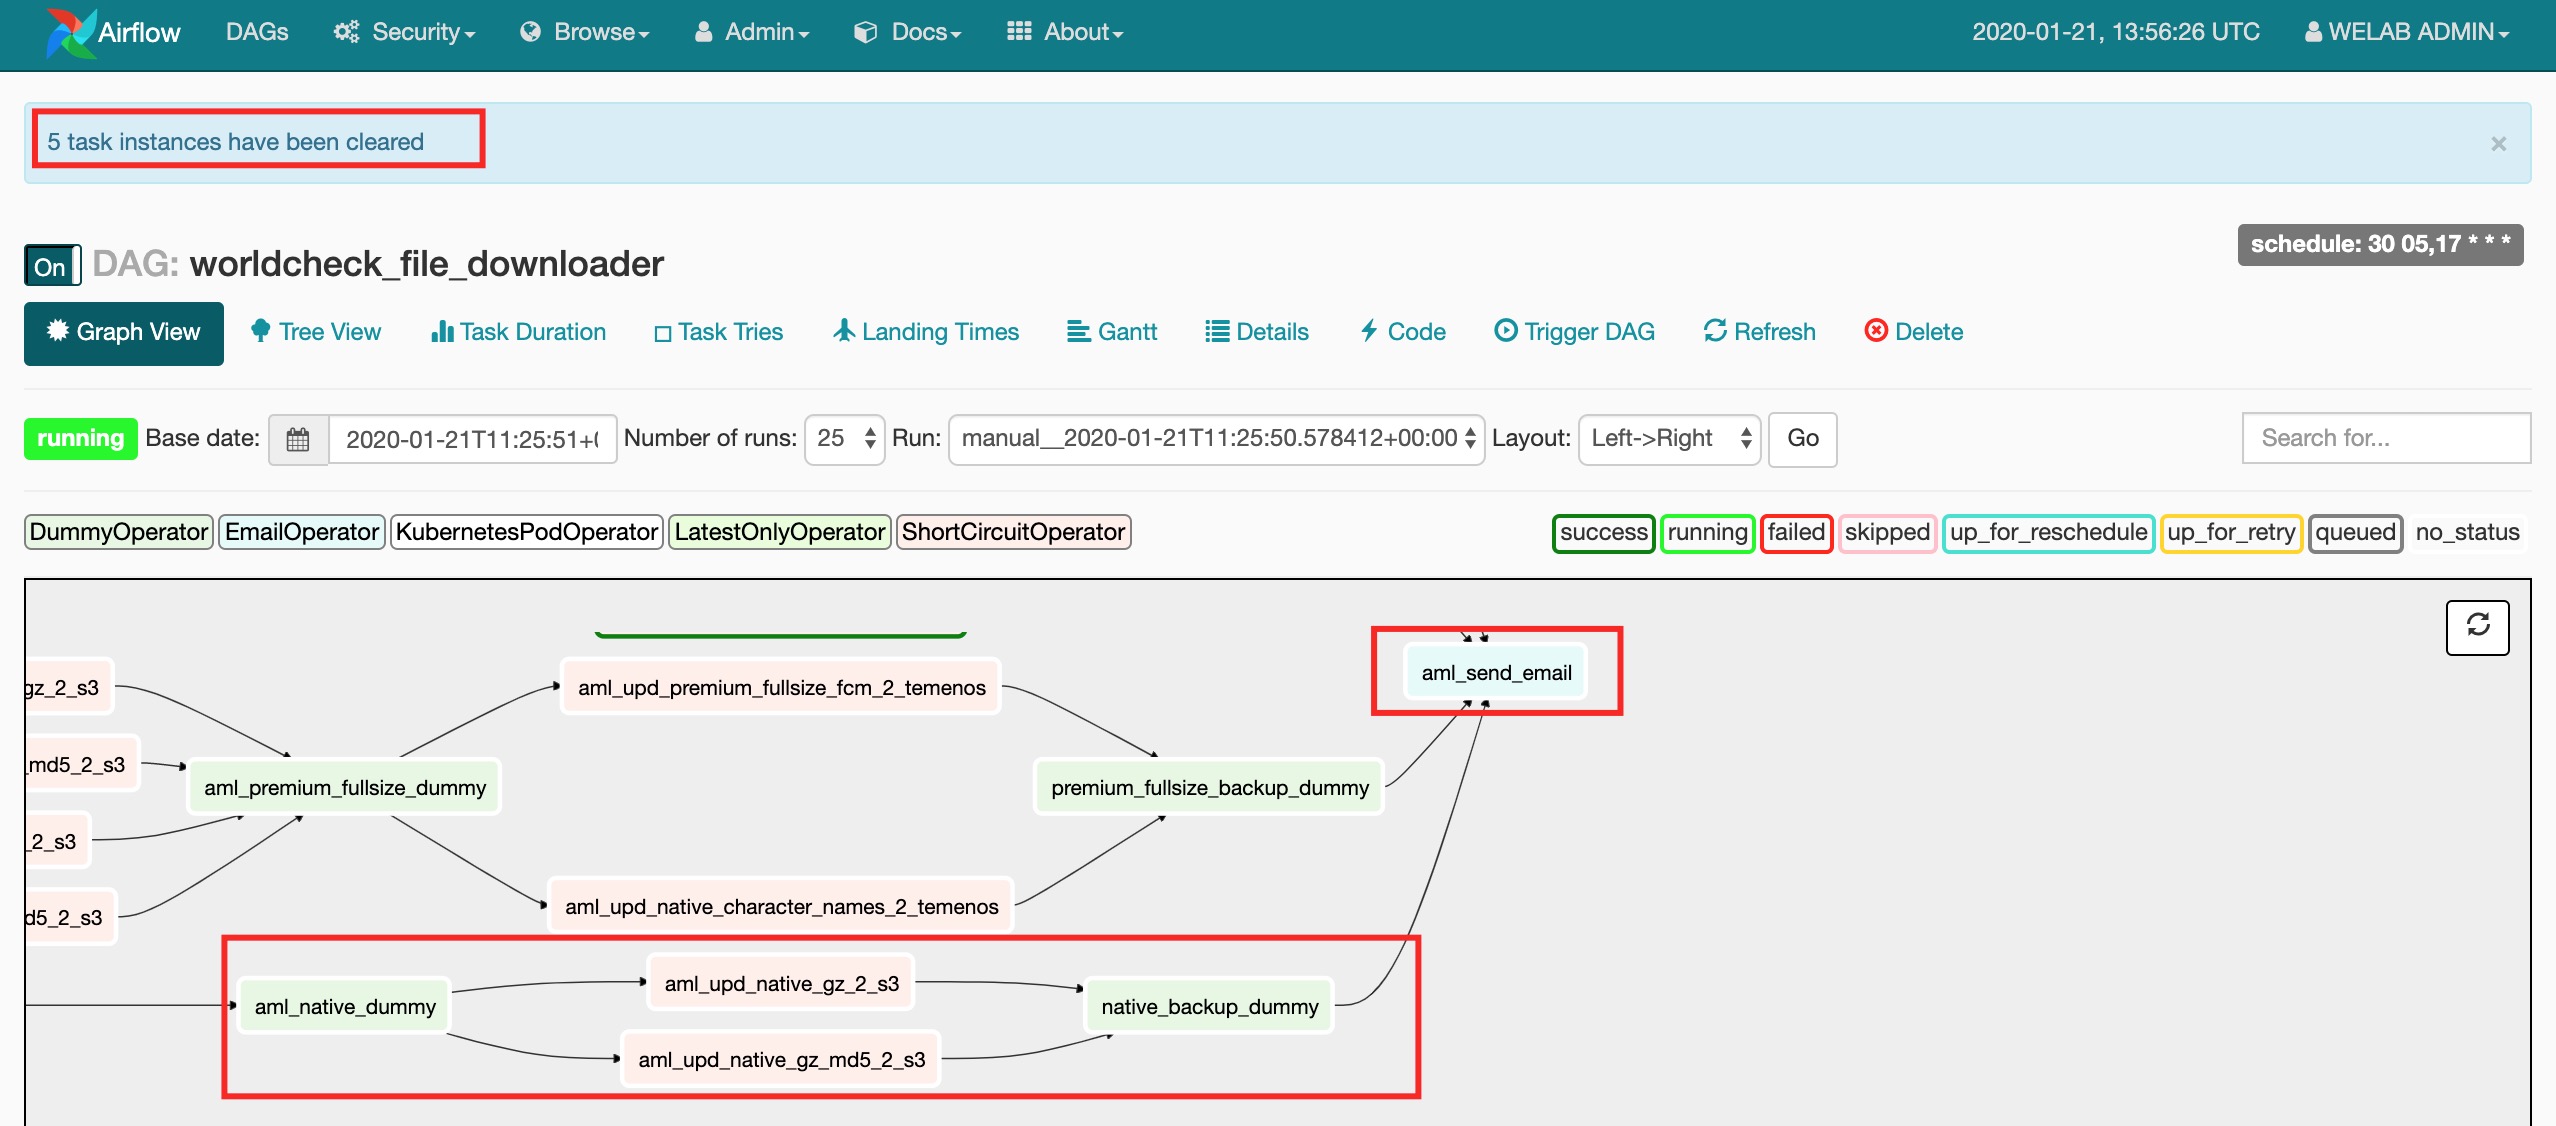 Airflow DAGs Security Browse Admin Docs About 2020-01-21, 13:56:26 UTC WELAB ADMIN
5 task instances have been cleared ×
schedule: 30 05,17 * * *
On DAG: worldcheck_file_downloader
Graph View Tree View Task Duration Task Tries Landing Times Gantt Details Code Trigger DAG Refresh Delete
running Base date: 2020-01-21T11:25:51+( Number of runs: 25 Run: manual__2020-01-21T11:25:50.578412+00:00 Layout: Left->Right Go Search for...
DummyOperator EmailOperator KubernetesPodOperator LatestOnlyOperator ShortCircuitOperator success running failed skipped up_for_reschedule up_for_retry queued no_status
aml_send_email
gz_2_s3 aml_upd_premium_fullsize_fcm_2_temenos
_md5_2_s3
aml_premium_fullsize_dummy premium_fullsize_backup_dummy
_2_s3
d5_2_s3 aml_upd_native_character_names_2_temenos
aml_upd_native_gz_2_s3
aml_native_dummy native_backup_dummy
aml_upd_native_gz_md5_2_s3